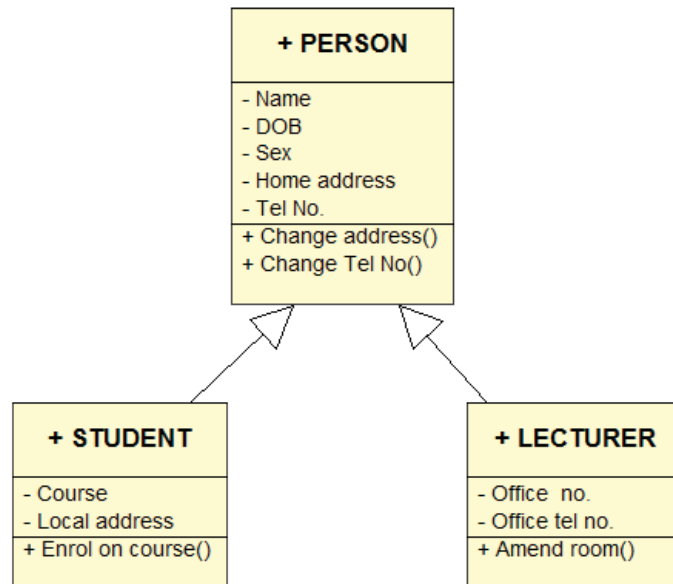 + PERSON
- Name
- DOB
- Sex
- Home address
- Tel No.
+ Change address()
+ Change Tel No()
+ STUDENT
- Course
- Local address
+ Enrol on course()
+ LECTURER
- Office no.
- Office tel no.
+ Amend room()